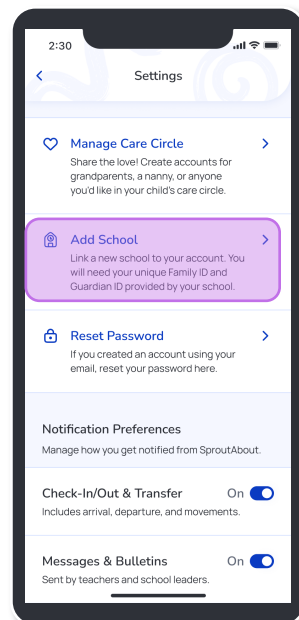 2:30
Settings
Manage Care Circle
Share the love! Create accounts for
grandparents, a nanny, or anyone
you'd like in your child's care circle.
Add School
Link a new school to your account. You
will need your unique Family ID and
Guardian ID provided by your school.
Reset Password
If you created an account using your
email, reset your password here.
Notification Preferences
Manage how you get notified from SproutAbout.
Check-In/Out & Transfer On
Includes arrival, departure, and movements.
Messages & Bulletins On
Sent by teachers and school leaders.